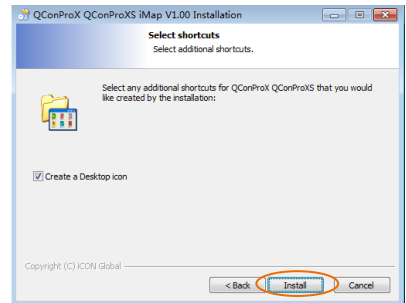 QConProX QConProXS iMap V1.00 Installation
Select shortcuts
Select additional shortcuts.
Select any additional shortcuts for QConProX QConProXS that you would
like created by the installation:
Create a Desktop icon
Copyright (C) iCON Global
< Back
Install
Cancel